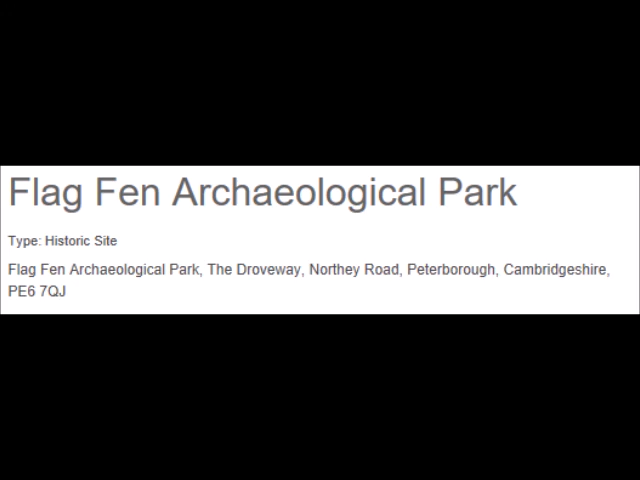 Flag Fen Archaeological Park
Type: Historic Site
Flag Fen Archaeological Park, The Droveway, Northey Road, Peterborough, Cambridgeshire,
PE6 7QJ